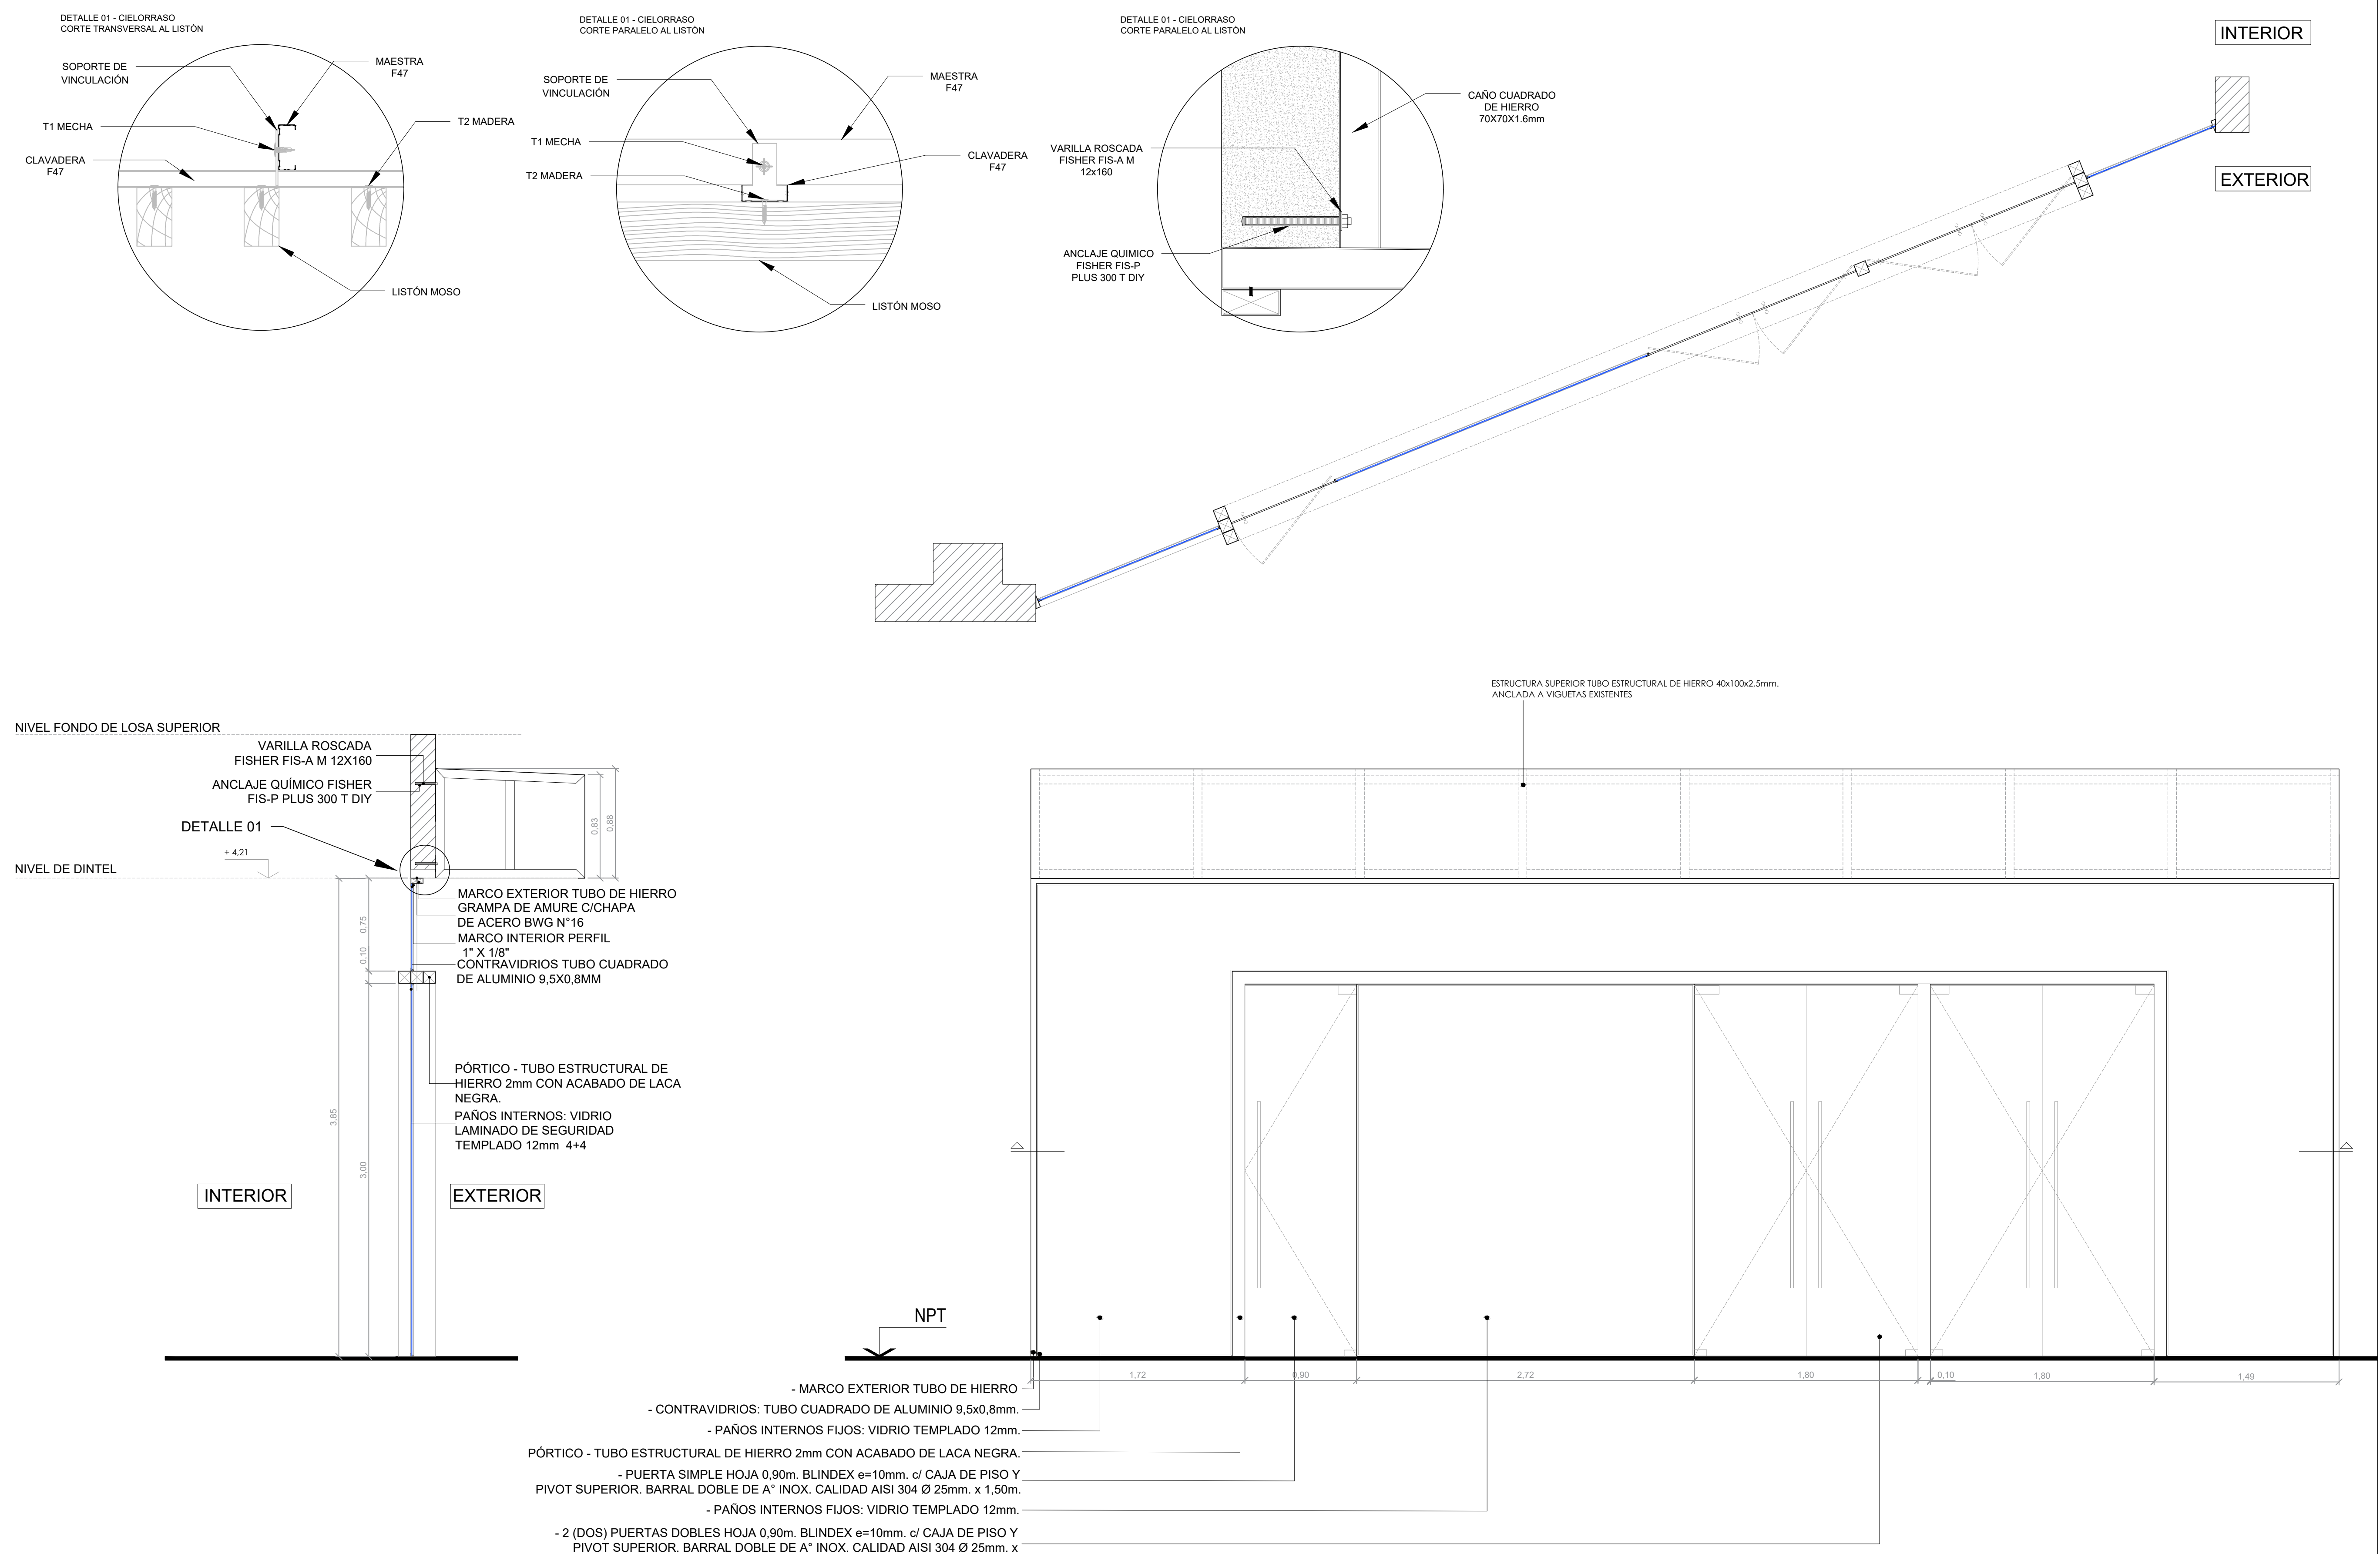 DETALLE 01 - CIELORRASO
CORTE TRANSVERSAL AL LISTÒN
SOPORTE DE
VINCULACIÓN
MAESTRA
F47
T1 MECHA
T2 MADERA
CLAVADERA
F47
LISTÓN MOSO
DETALLE 01 - CIELORRASO
CORTE PARALELO AL LISTÒN
SOPORTE DE
VINCULACIÓN
MAESTRA
F47
T1 MECHA
CLAVADERA
F47
T2 MADERA
LISTÓN MOSO
DETALLE 01 - CIELORRASO
CORTE PARALELO AL LISTÒN
CAÑO CUADRADO
DE HIERRO
70X70X1.6mm
VARILLA ROSCADA
FISHER FIS-A M
12x160
ANCLAJE QUIMICO
FISHER FIS-P
PLUS 300 T DIY
INTERIOR
EXTERIOR
NIVEL FONDO DE LOSA SUPERIOR
VARILLA ROSCADA
FISHER FIS-A M 12X160
ANCLAJE QUÍMICO FISHER
FIS-P PLUS 300 T DIY
DETALLE 01
+ 4,21
NIVEL DE DINTEL
0,83
0,88
MARCO EXTERIOR TUBO DE HIERRO
GRAMPA DE AMURE C/CHAPA
DE ACERO BWG N°16
MARCO INTERIOR PERFIL
1" X 1/8"
CONTRAVIDRIOS TUBO CUADRADO
DE ALUMINIO 9,5X0,8MM
0,75
0,10
3,85
3,00
PÓRTICO - TUBO ESTRUCTURAL DE
HIERRO 2mm CON ACABADO DE LACA
NEGRA.
PAÑOS INTERNOS: VIDRIO
LAMINADO DE SEGURIDAD
TEMPLADO 12mm 4+4
INTERIOR
EXTERIOR
ESTRUCTURA SUPERIOR TUBO ESTRUCTURAL DE HIERRO 40x100x2,5mm.
ANCLADA A VIGUETAS EXISTENTES
NPT
1,72
0,90
2,72
1,80
0,10
1,80
1,49
- MARCO EXTERIOR TUBO DE HIERRO
- CONTRAVIDRIOS: TUBO CUADRADO DE ALUMINIO 9,5x0,8mm.
- PAÑOS INTERNOS FIJOS: VIDRIO TEMPLADO 12mm.
PÓRTICO - TUBO ESTRUCTURAL DE HIERRO 2mm CON ACABADO DE LACA NEGRA.
- PUERTA SIMPLE HOJA 0,90m. BLINDEX e=10mm. c/ CAJA DE PISO Y
PIVOT SUPERIOR. BARRAL DOBLE DE A° INOX. CALIDAD AISI 304 Ø 25mm. x 1,50m.
- PAÑOS INTERNOS FIJOS: VIDRIO TEMPLADO 12mm.
- 2 (DOS) PUERTAS DOBLES HOJA 0,90m. BLINDEX e=10mm. c/ CAJA DE PISO Y
PIVOT SUPERIOR. BARRAL DOBLE DE A° INOX. CALIDAD AISI 304 Ø 25mm. x